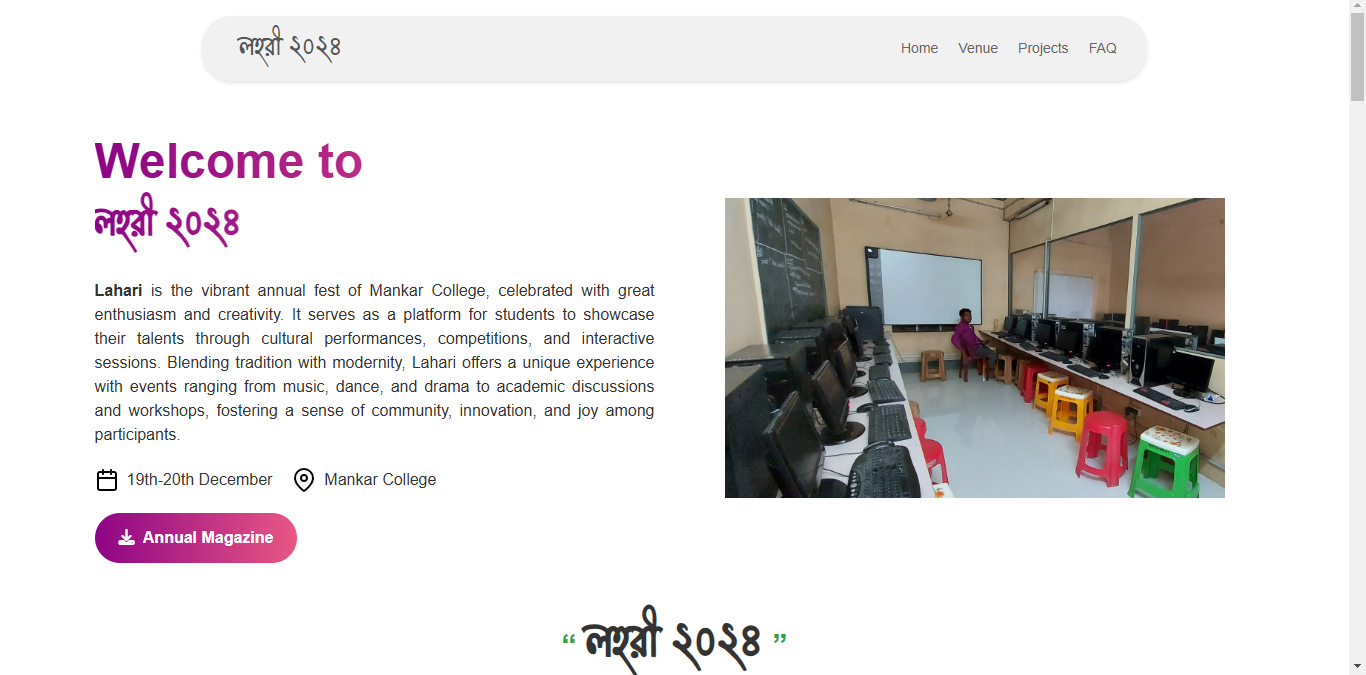 লহরী ২০২৪
Home Venue Projects FAQ
Welcome to
লহরী ২০২৪
Lahari is the vibrant annual fest of Mankar College, celebrated with great
enthusiasm and creativity. It serves as a platform for students to showcase
their talents through cultural performances, competitions, and interactive
sessions. Blending tradition with modernity, Lahari offers a unique experience
with events ranging from music, dance, and drama to academic discussions
and workshops, fostering a sense of community, innovation, and joy among
participants.
19th-20th December Mankar College
Annual Magazine
“ লহরী ২০২৪ ”